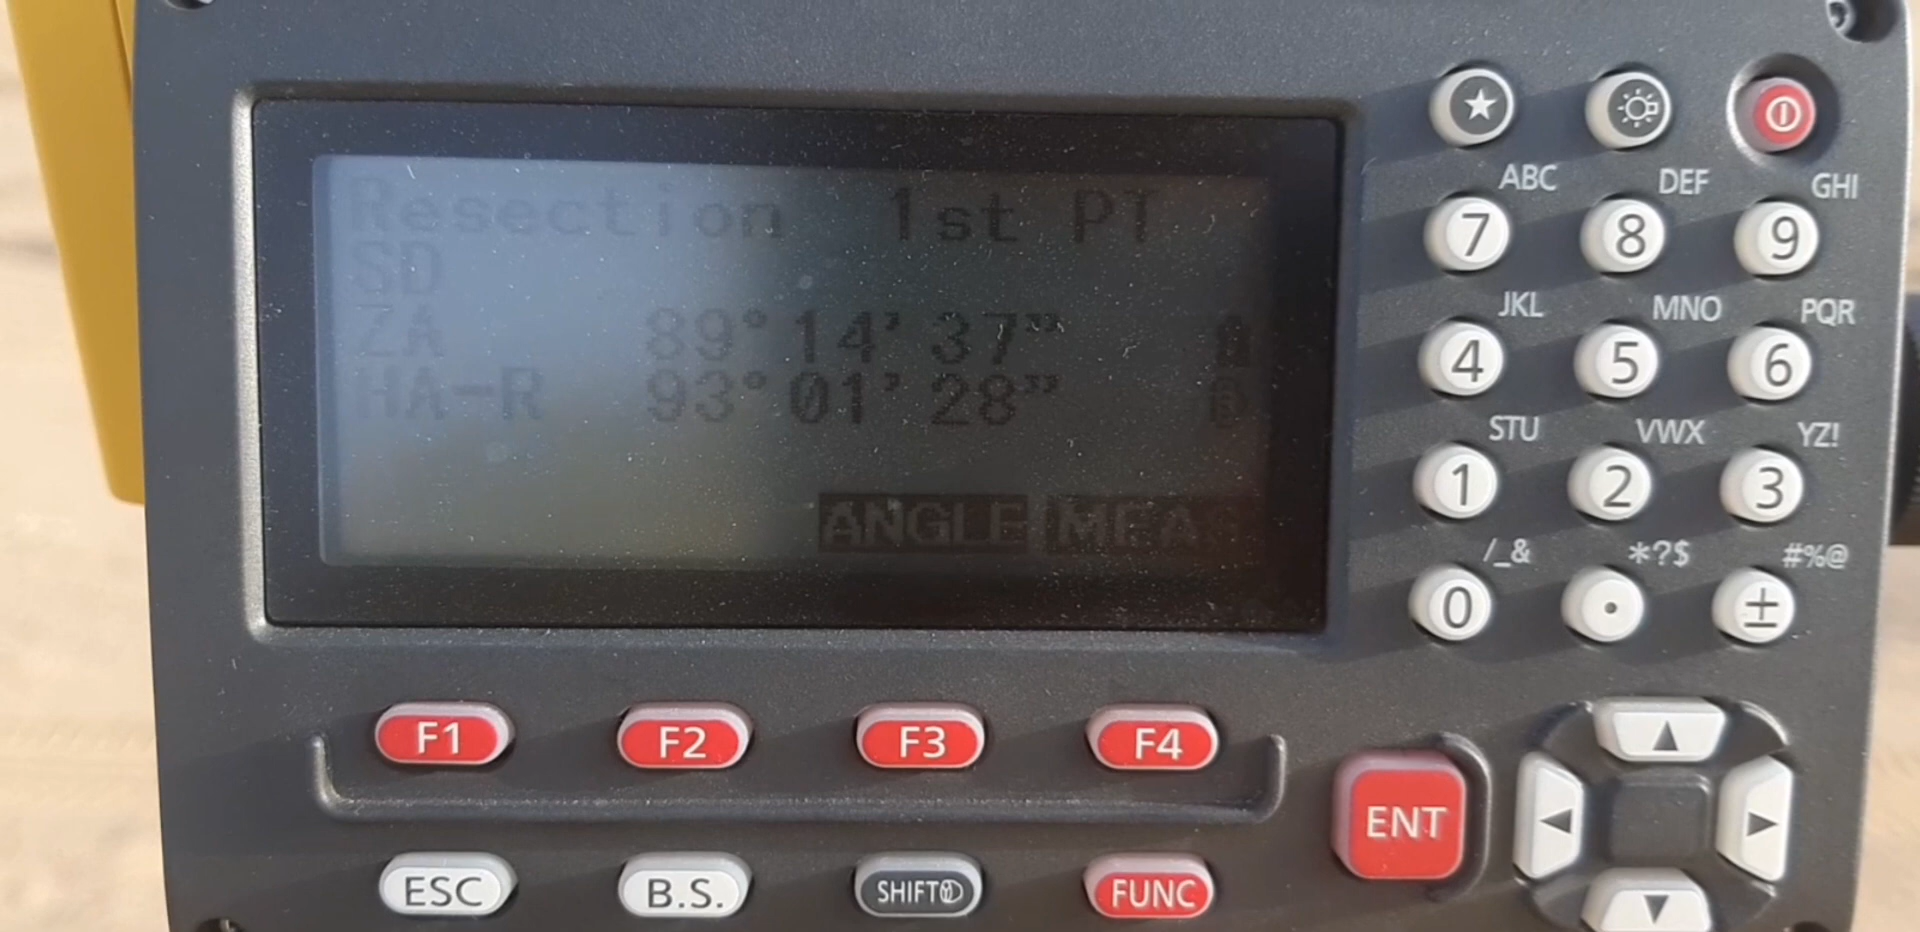 Resection 1st PT
SD
ZA 89°14'37"
HA-R 93°01'28"
ANGLE MEAS
ABC DEF GHI
7 8 9
JKL MNO PQR
4 5 6
STU VWX YZ!
1 2 3
/_& *?$ #%@
0 . ±
F1 F2 F3 F4
ENT
ESC B.S. SHIFT FUNC